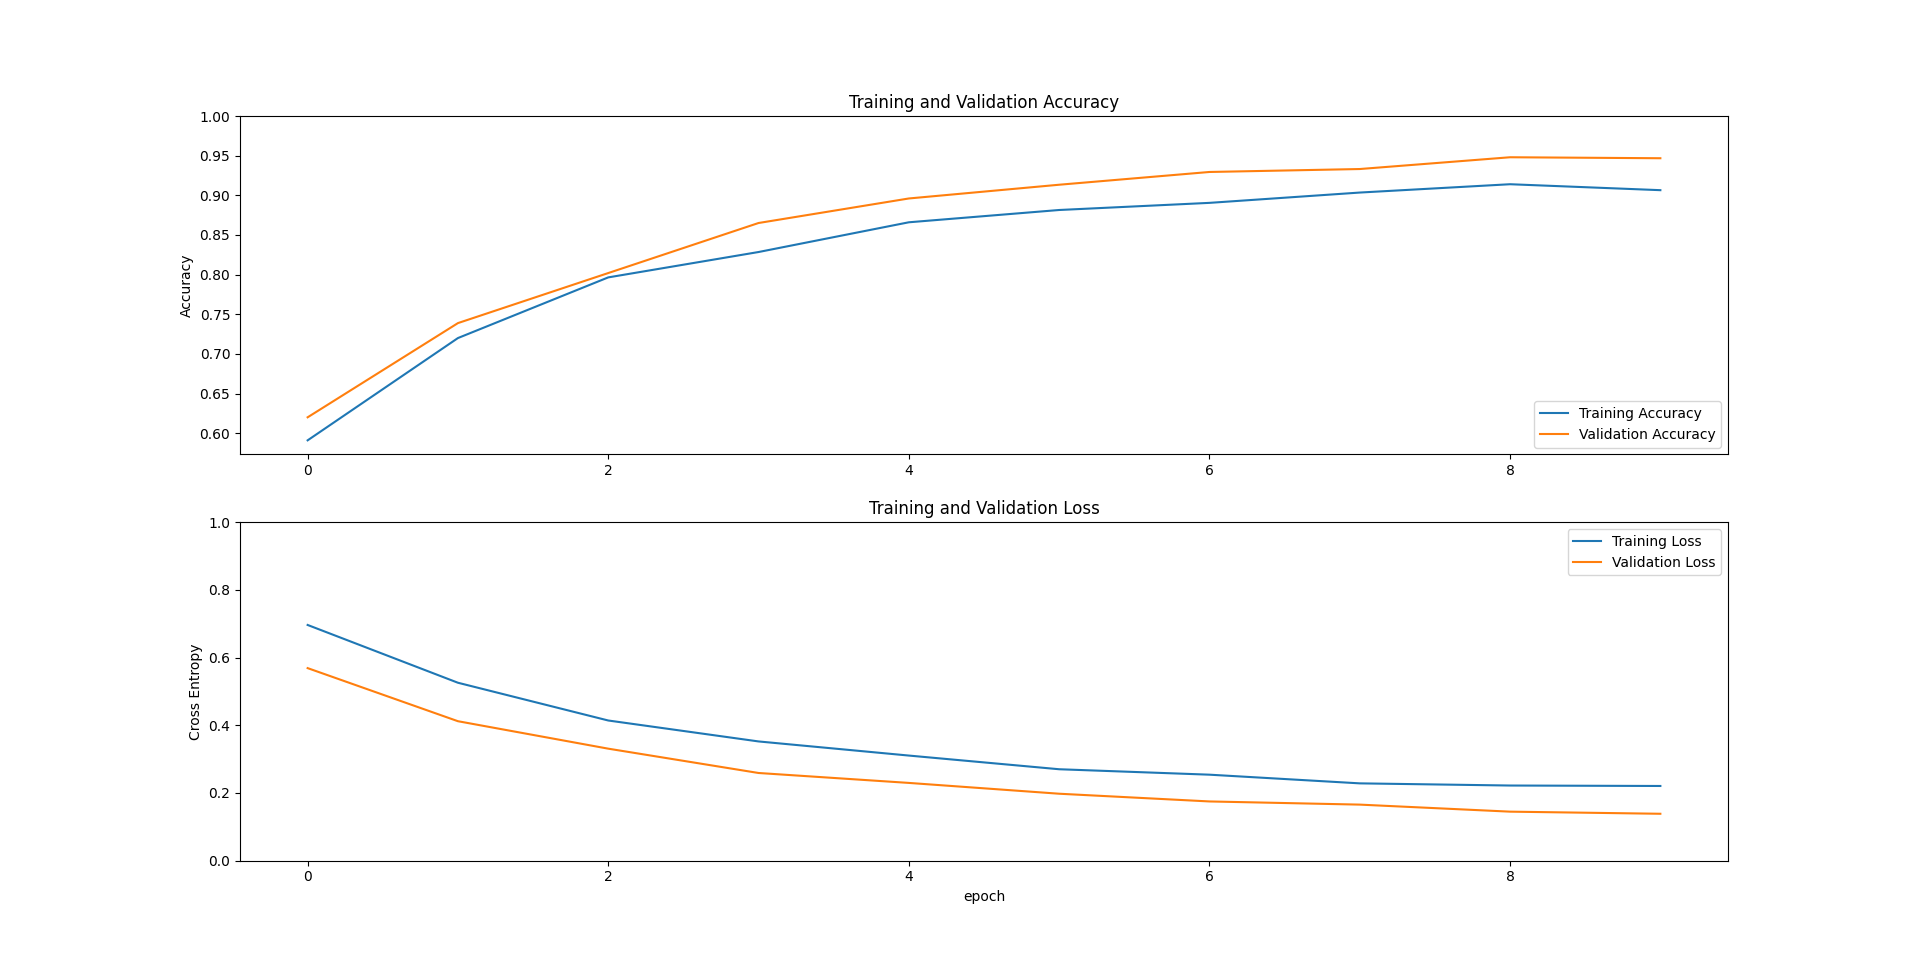 Training and Validation Accuracy
1.00
0.95
0.90
0.85
0.80
0.75
0.70
0.65
0.60
Accuracy
Training Accuracy
Validation Accuracy
0 2 4 6 8
Training and Validation Loss
1.0
0.8
0.6
0.4
0.2
0.0
Cross Entropy
Training Loss
Validation Loss
0 2 4 6 8
epoch